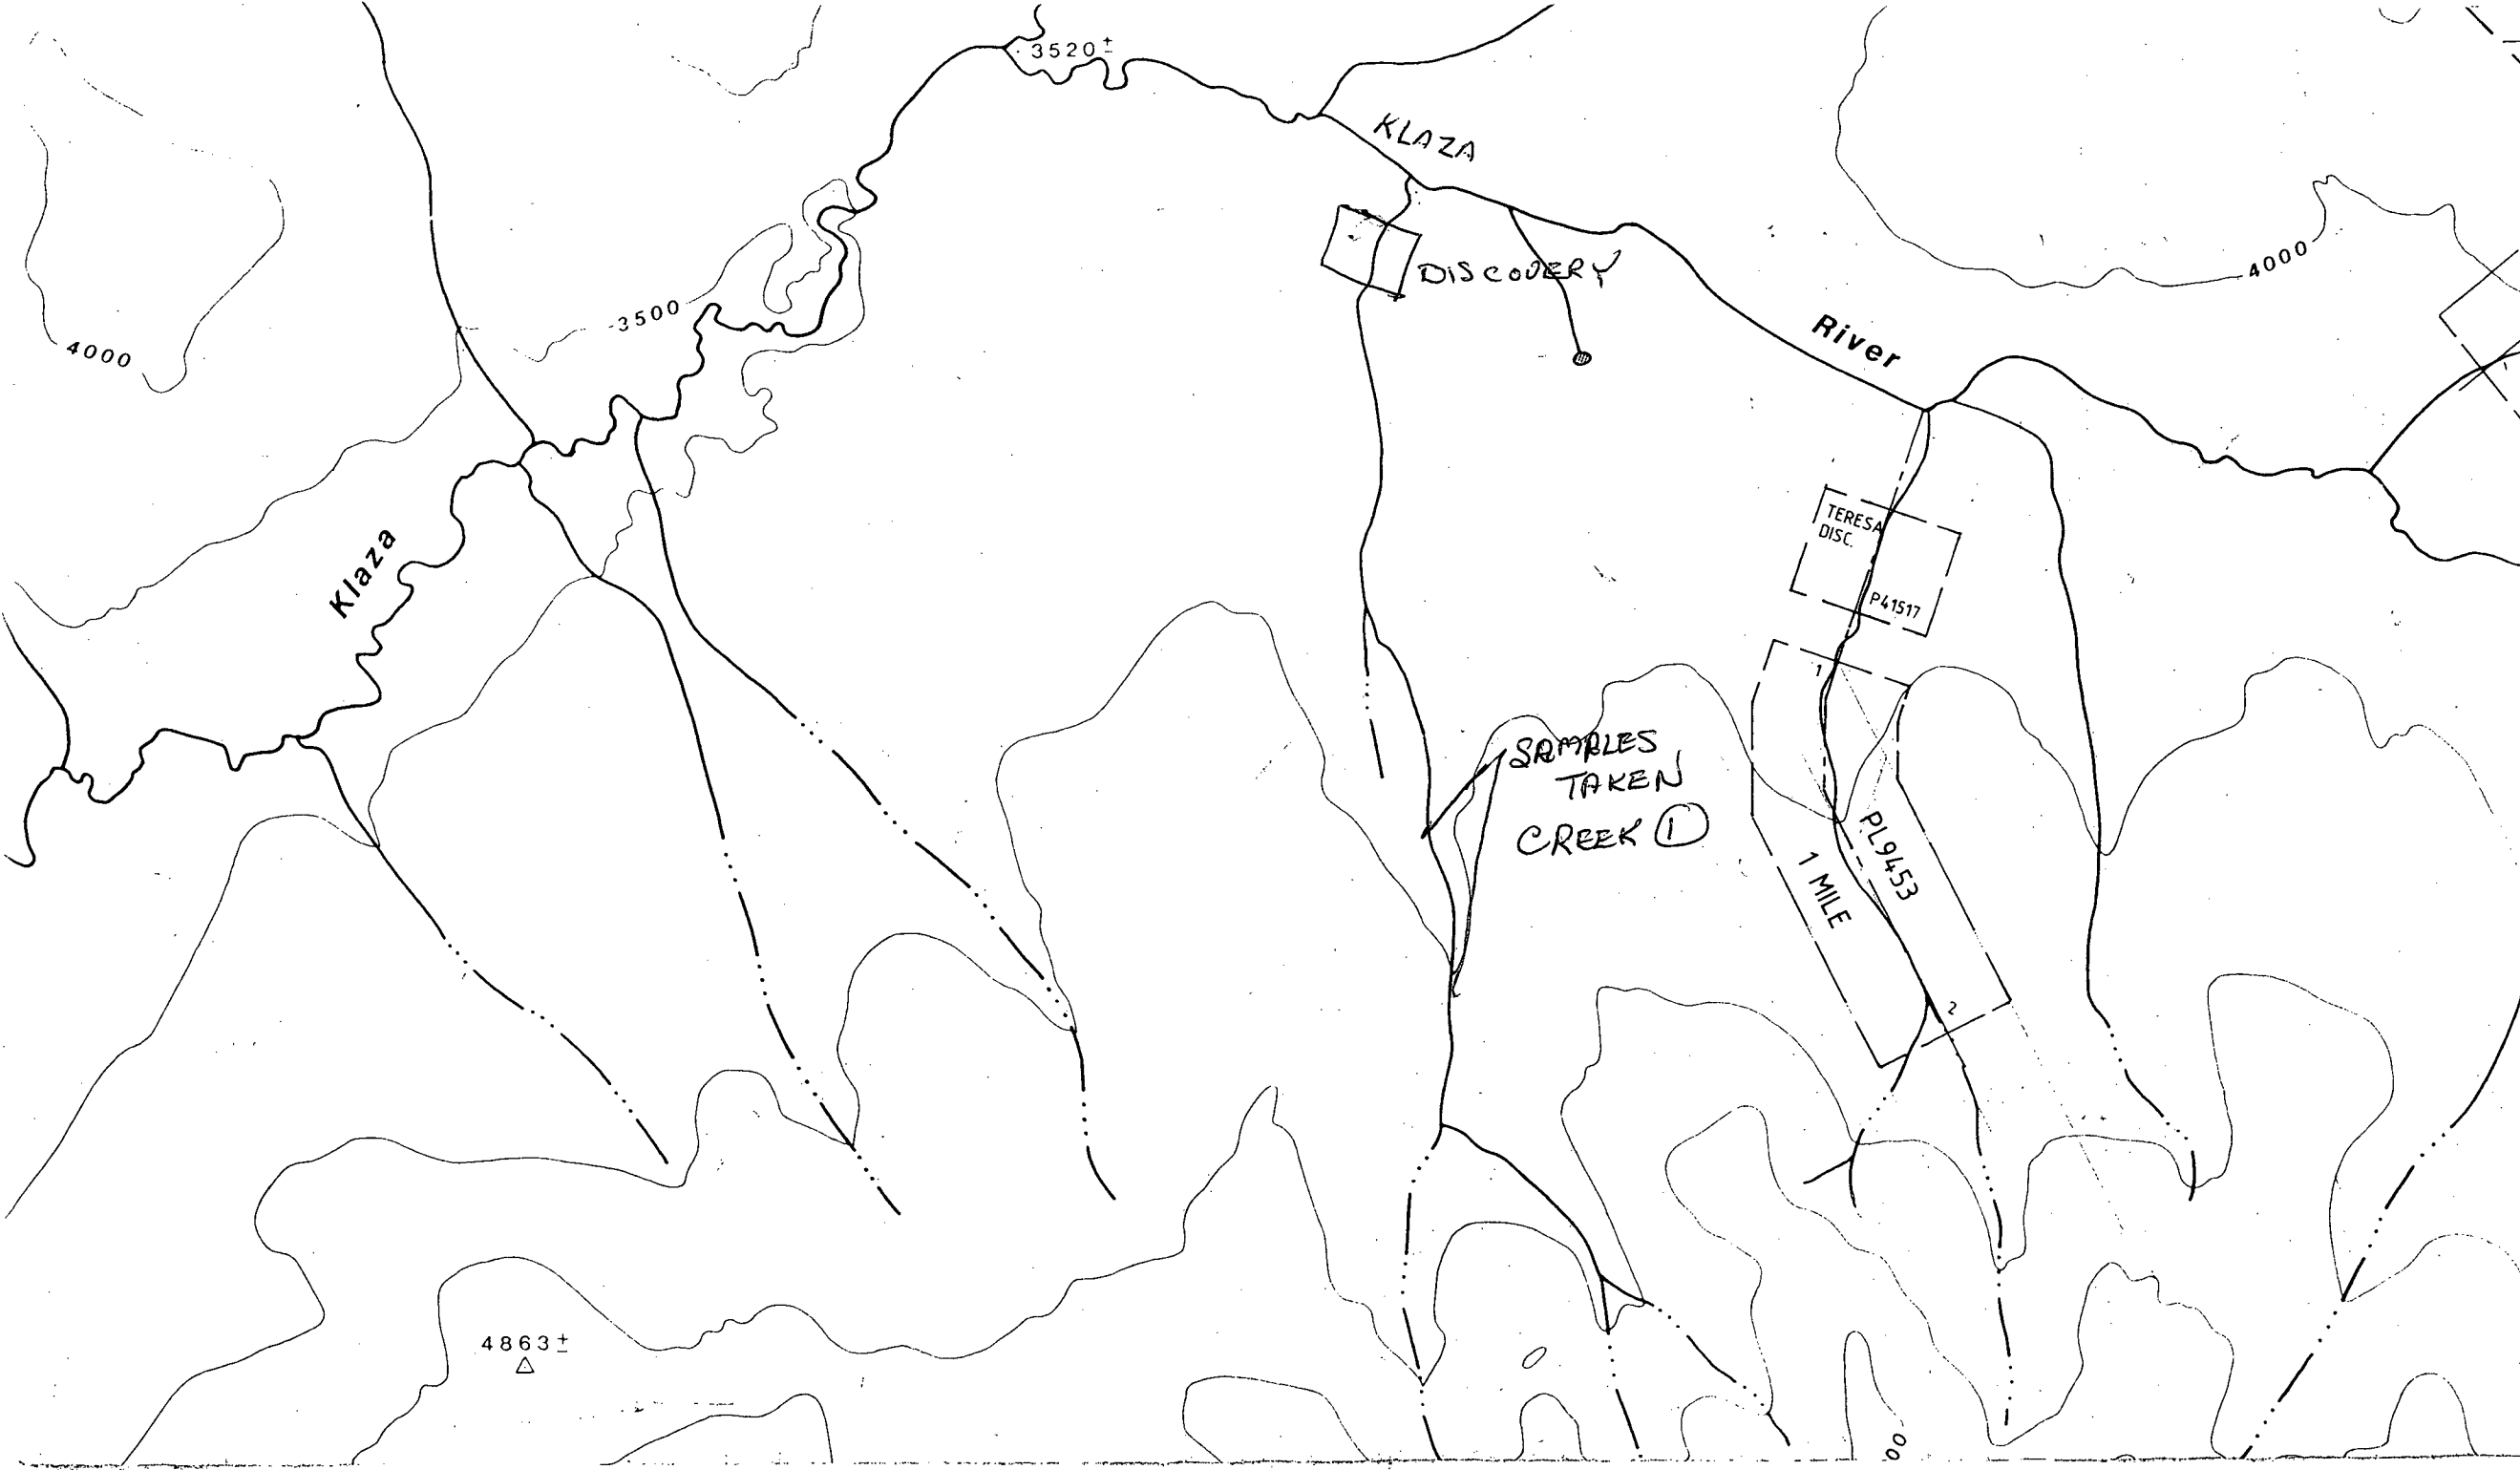 3520±
KLAZA
DISCOVERY
4000
3500
River
4000
TERESA
DISC.
P41517
Klaza
1
SAMPLES
TAKEN
CREEK 1
PL9453
1 MILE
2
4863±
00